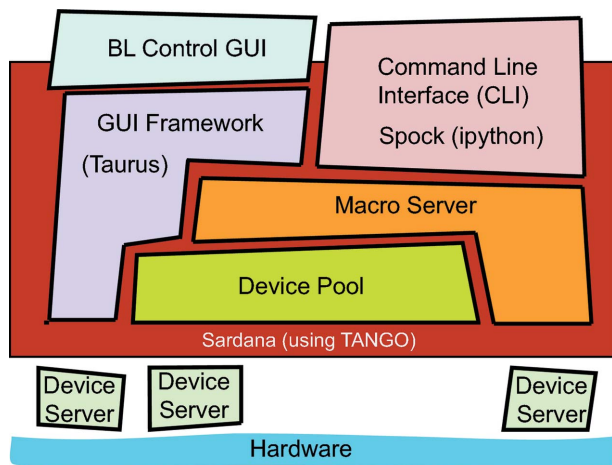 BL Control GUI
Command Line
Interface (CLI)
Spock (ipython)
GUI Framework
(Taurus)
Macro Server
Device Pool
Sardana (using TANGO)
Device
Server
Device
Server
Device
Server
Hardware